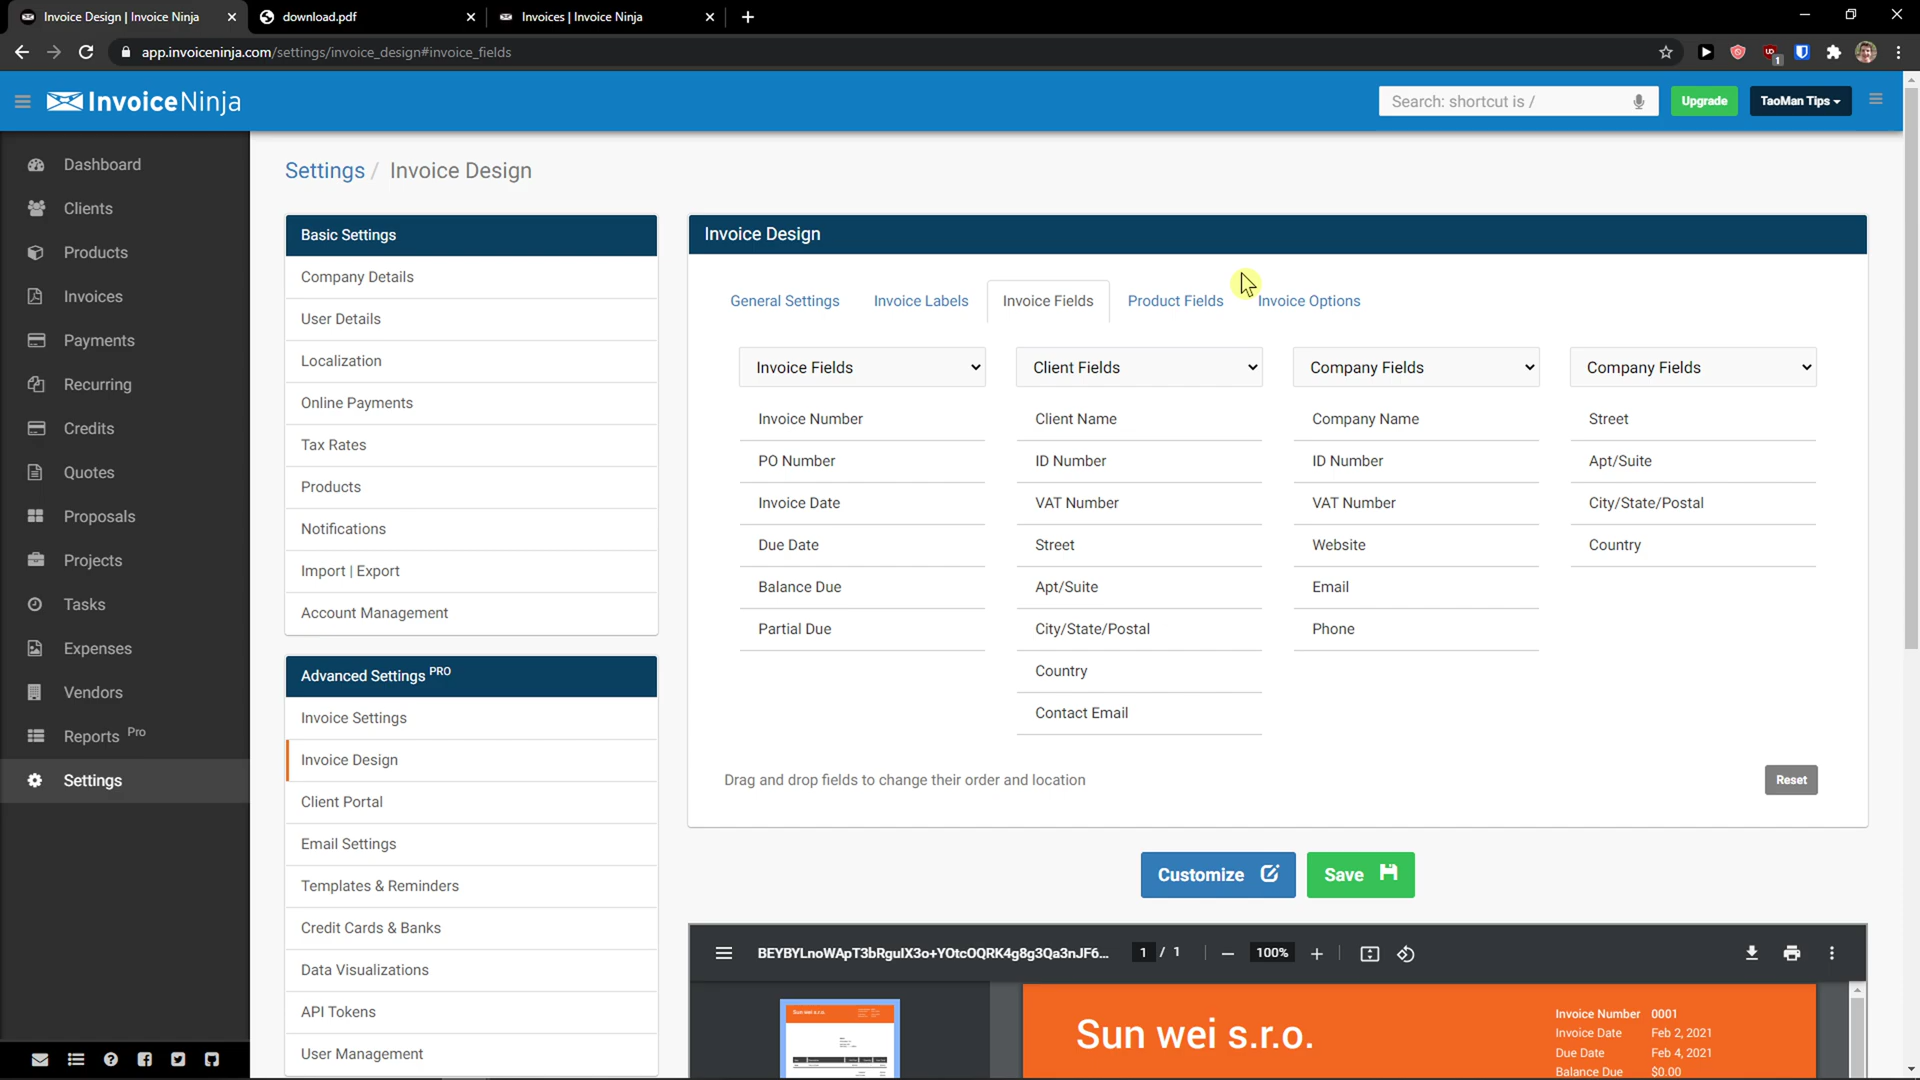 Invoice Design | Invoice Ninja
download.pdf
Invoices | Invoice Ninja
app.invoiceninja.com/settings/invoice_design#invoice_fields
1
InvoiceNinja
Search: shortcut is /
Upgrade
TaoMan Tips
Dashboard
Clients
Products
Invoices
Payments
Recurring
Credits
Quotes
Proposals
Projects
Tasks
Expenses
Vendors
Reports Pro
Settings
Settings / Invoice Design
Basic Settings
Company Details
User Details
Localization
Online Payments
Tax Rates
Products
Notifications
Import | Export
Account Management
Advanced Settings PRO
Invoice Settings
Invoice Design
Client Portal
Email Settings
Templates & Reminders
Credit Cards & Banks
Data Visualizations
API Tokens
User Management
Invoice Design
General Settings
Invoice Labels
Invoice Fields
Product Fields
Invoice Options
Invoice Fields
Invoice Number
PO Number
Invoice Date
Due Date
Balance Due
Partial Due
Client Fields
Client Name
ID Number
VAT Number
Street
Apt/Suite
City/State/Postal
Country
Contact Email
Company Fields
Company Name
ID Number
VAT Number
Website
Email
Phone
Company Fields
Street
Apt/Suite
City/State/Postal
Country
Drag and drop fields to change their order and location
Reset
Customize
Save
1 / 1
100%
Sun wei s.r.o.
Sun wei s.r.o.
Invoice Number 0001
Invoice Date Feb 2, 2021
Due Date Feb 4, 2021
Balance Due $0.00